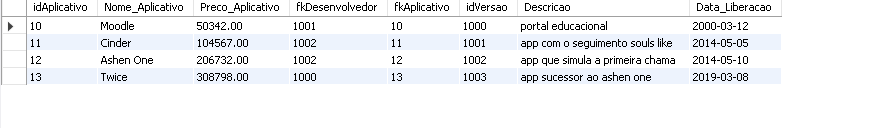 idAplicativo Nome_Aplicativo Preco_Aplicativo fkDesenvolvedor fkAplicativo idVersao Descricao Data_Liberacao
10 Moodle 50342.00 1001 10 1000 portal educacional 2000-03-12
11 Cinder 104567.00 1002 11 1001 app com o seguimento souls like 2014-05-05
12 Ashen One 206732.00 1002 12 1002 app que simula a primeira chama 2014-05-10
13 Twice 308798.00 1000 13 1003 app sucessor ao ashen one 2019-03-08